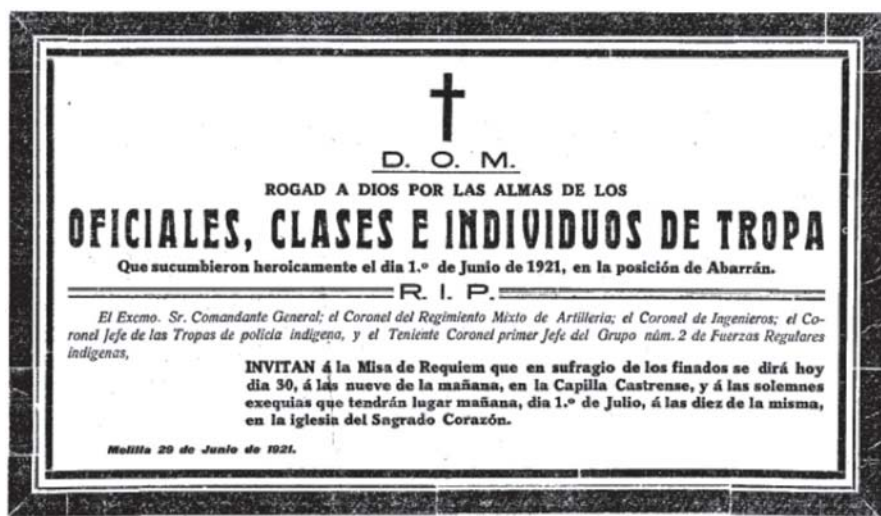 D. O. M.
ROGAD A DIOS POR LAS ALMAS DE LOS
OFICIALES, CLASES E INDIVIDUOS DE TROPA
Que sucumbieron heroicamente el dia 1.º de Junio de 1921, en la posición de Abarrán.
R. I. P.
El Excmo. Sr. Comandante General; el Coronel del Regimiento Mixto de Artilleria; el Coronel de Ingenieros; el Co-
ronel Jefe de las Tropas de policia indigena, y el Teniente Coronel primer Jefe del Grupo núm. 2 de Fuerzas Regulares
indigenas,
INVITAN á la Misa de Requiem que en sufragio de los finados se dirá hoy
dia 30, á las nueve de la mañana, en la Capilla Castrense, y á las solemnes
exequias que tendrán lugar mañana, dia 1.º de Julio, á las diez de la misma,
en la iglesia del Sagrado Corazón.
Melilla 29 de Junio de 1921.